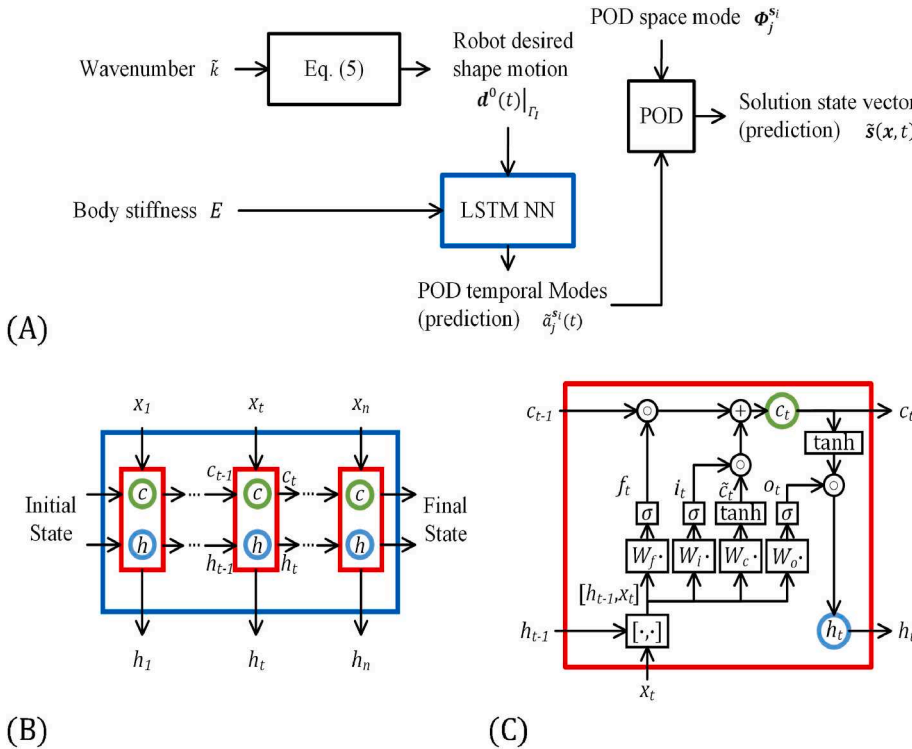 POD space mode Φ_j^{s_i}
Wavenumber k̃
Eq. (5)
Robot desired
shape motion
d⁰(t)|_{Γ_I}
POD
Solution state vector
(prediction) s̃(x, t)
Body stiffness E
LSTM NN
POD temporal Modes
(prediction) ã_j^{s_i}(t)
(A)
x_1 x_t x_n
Initial
State
c c_{t-1} c c_t c
h h_{t-1} h h_t h
Final
State
h_1 h_t h_n
(B)
c_{t-1} c_t c_t
tanh
f_t i_t c̃_t o_t
σ σ tanh σ
W_f· W_i· W_c· W_o·
[h_{t-1},x_t]
h_{t-1} [·,·] h_t h_t
x_t
(C)